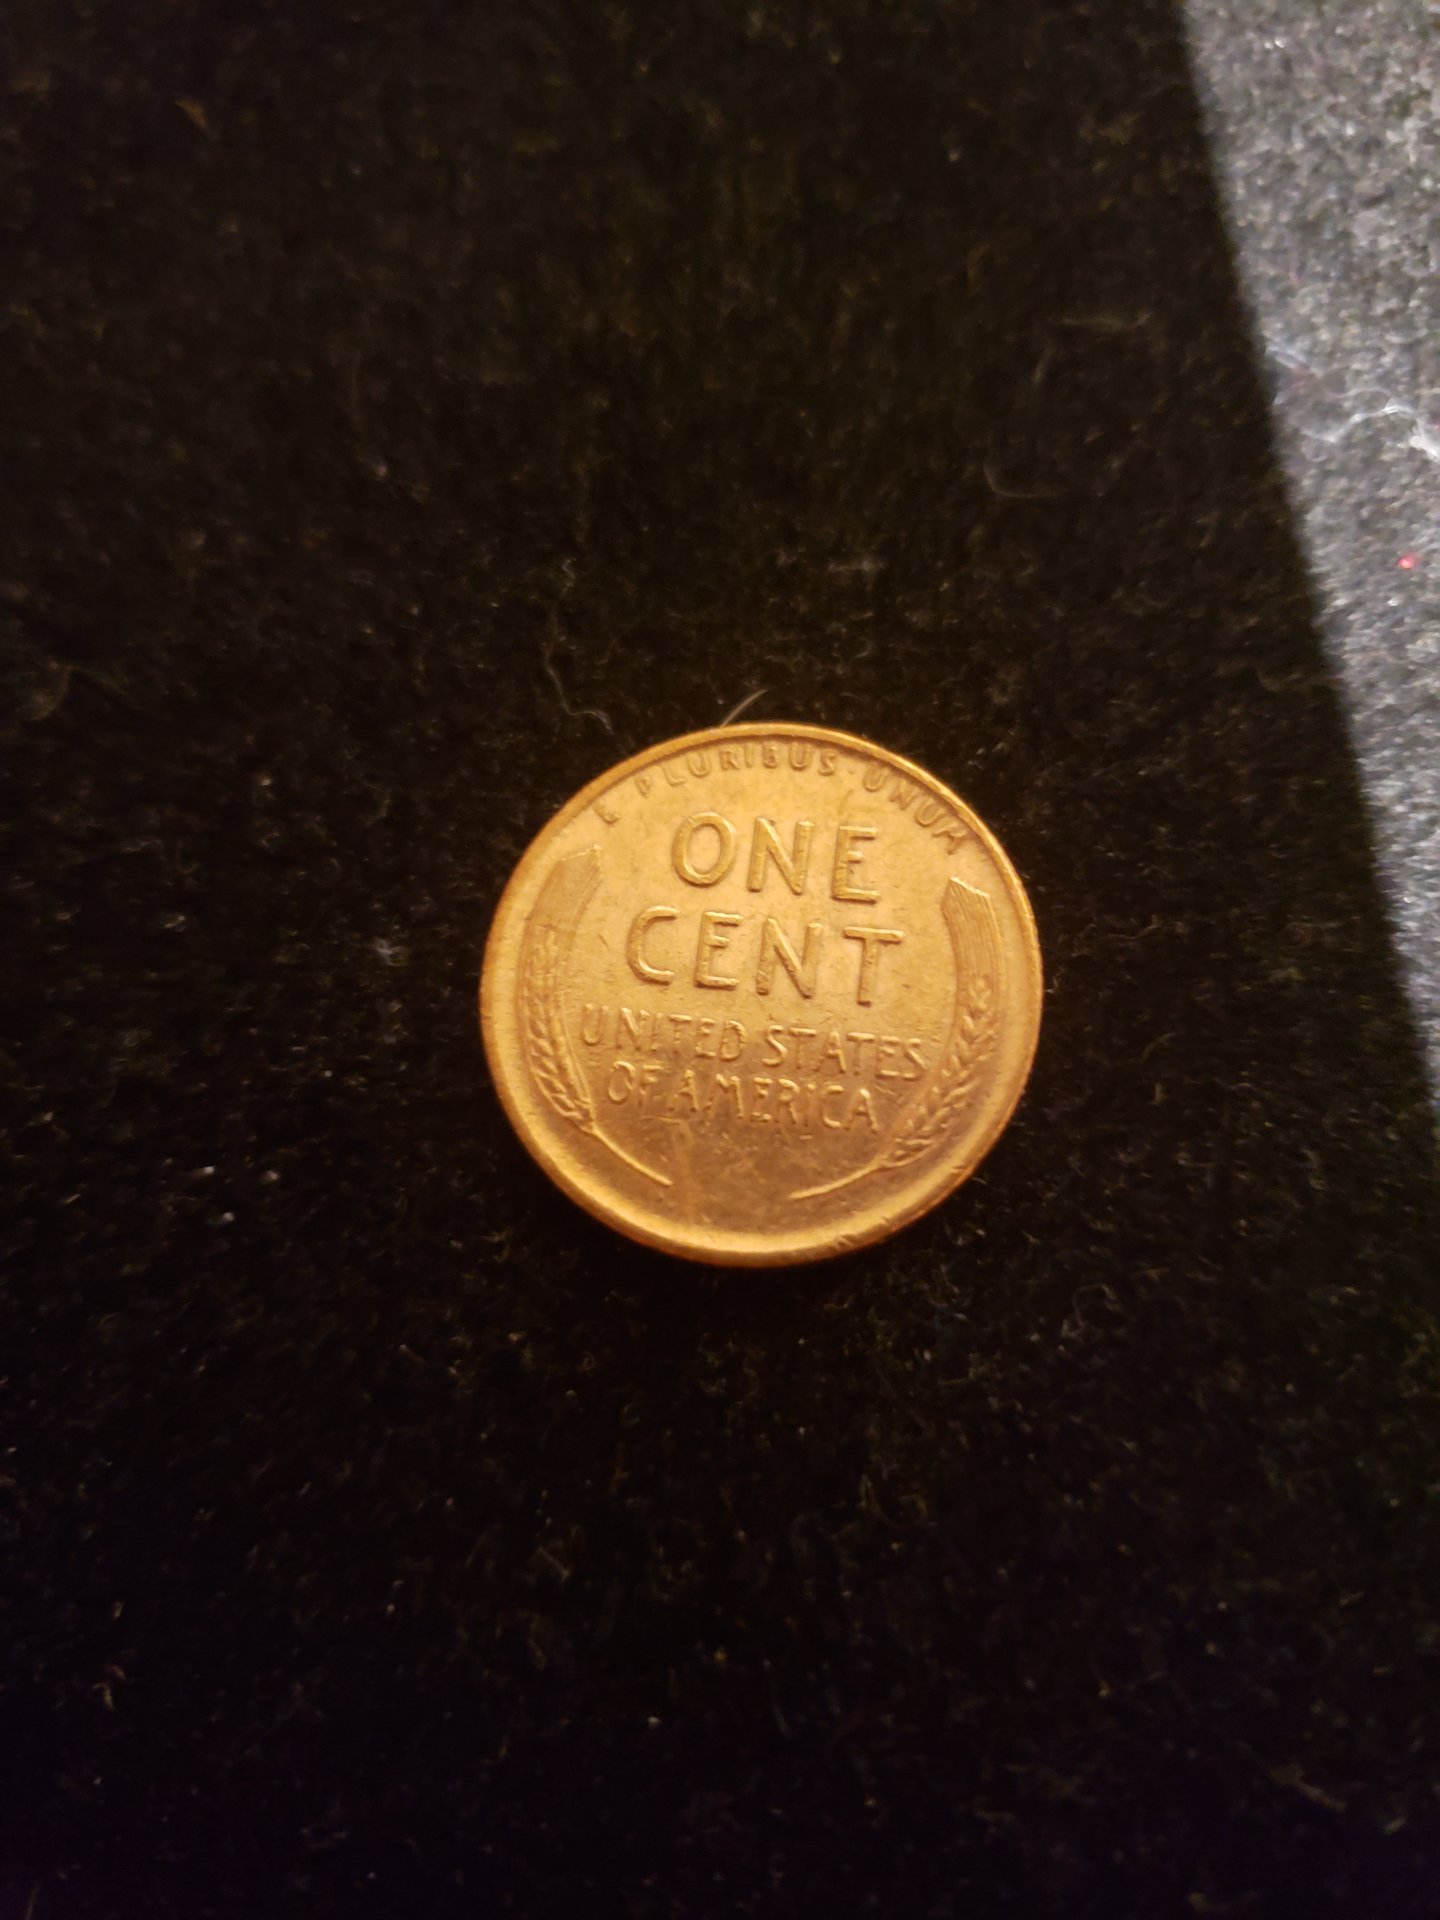 E PLURIBUS UNUM
ONE
CENT
UNITED STATES
OF AMERICA